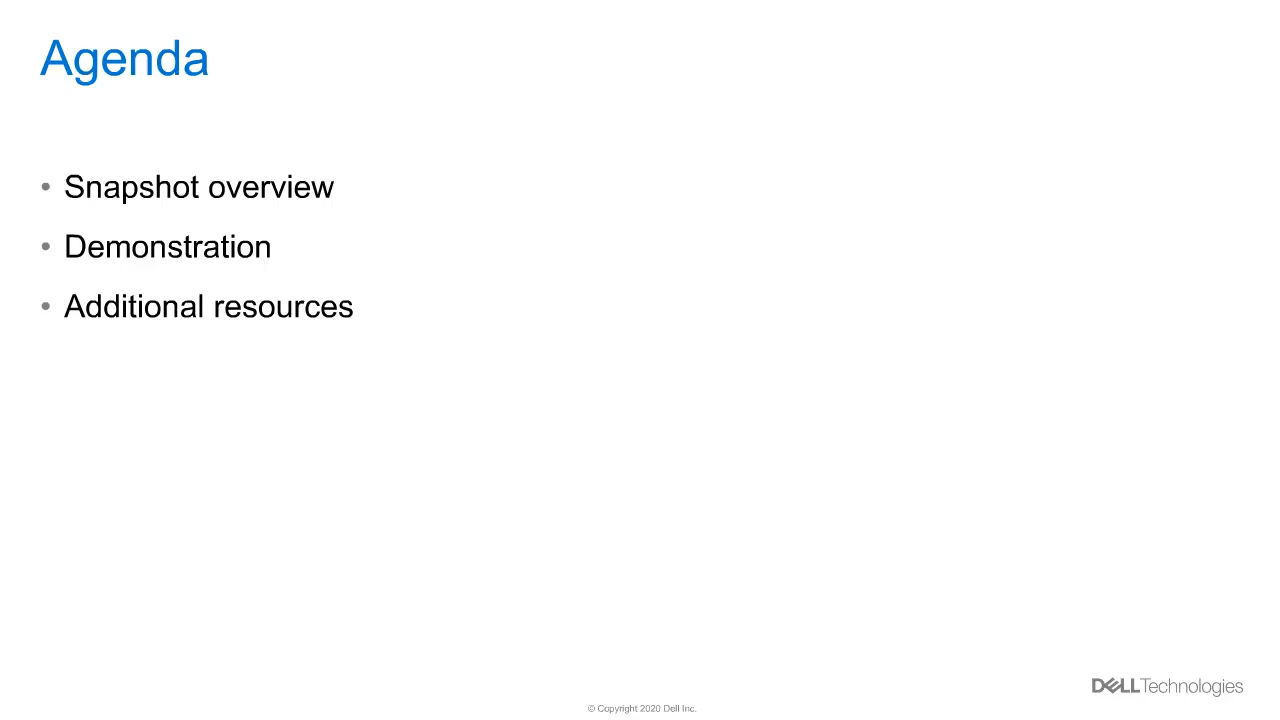 Agenda
• Snapshot overview
• Demonstration
• Additional resources
DELLTechnologies
© Copyright 2020 Dell Inc.